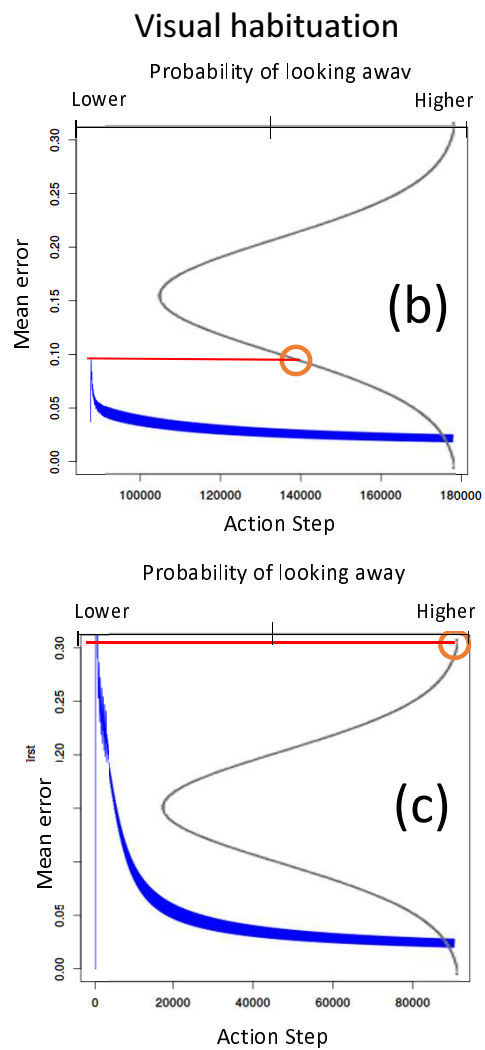 Visual habituation
Probability of looking awav
Lower
Higher
Mean error
0.30
0.25
0.20
0.15
0.10
0.05
0.00
(b)
100000 120000 140000 160000 180000
Action Step
Probability of looking away
Lower
Higher
Mean error
irst
0.30
0.25
.20
0.05
0.00
(c)
0 20000 40000 60000 80000
Action Step